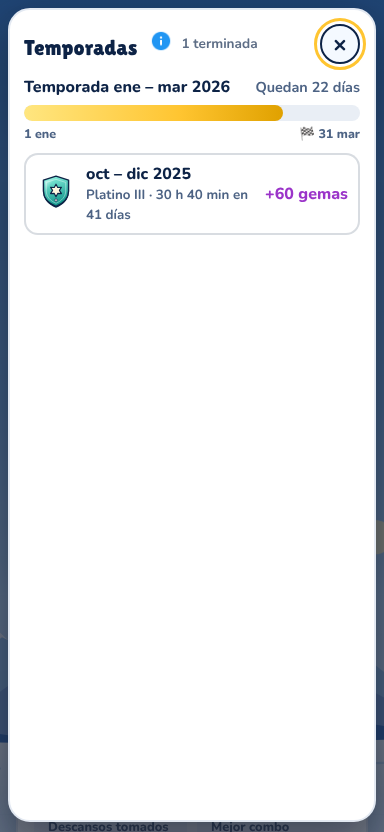 Temporadas
1 terminada
Temporada ene – mar 2026
Quedan 22 días
1 ene
31 mar
oct – dic 2025
Platino III · 30 h 40 min en
41 días
+60 gemas
Descansos tomados
Mejor combo